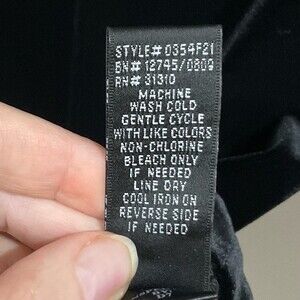 STYLE# 0354F21
BN# 12745/0809
RN# 31310
MACHINE
WASH COLD
GENTLE CYCLE
WITH LIKE COLORS
NON-CHLORINE
BLEACH ONLY
IF NEEDED
LINE DRY
COOL IRON ON
REVERSE SIDE
IF NEEDED